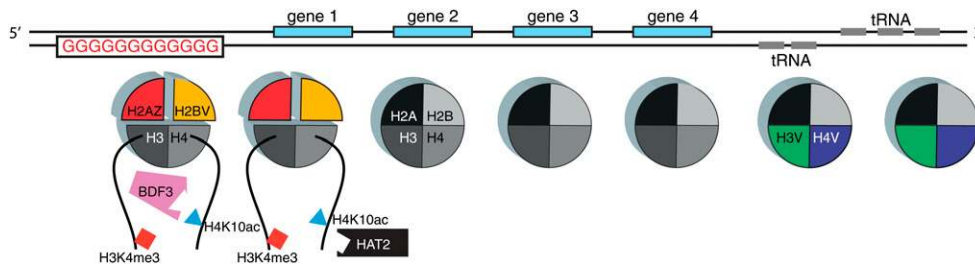 gene 1 gene 2 gene 3 gene 4 tRNA
5′ 3′
GGGGGGGGGGGG
tRNA
H2AZ H2BV
H3 H4
H2A H2B
H3 H4
H3V H4V
BDF3
H4K10ac
H3K4me3
H4K10ac
HAT2
H3K4me3